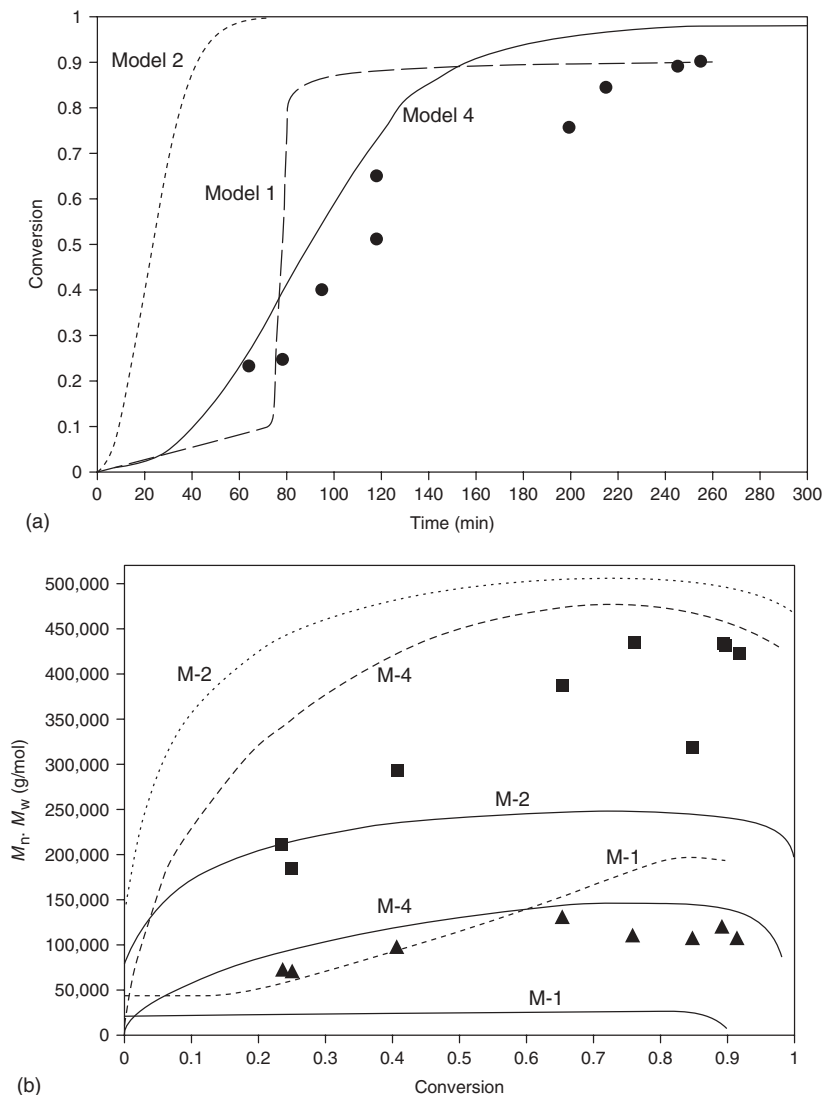 1
0.9
0.8
0.7
0.6
0.5
0.4
0.3
0.2
0.1
0
Conversion
Model 2
Model 4
Model 1
0 20 40 60 80 100 120 140 160 180 200 220 240 260 280 300
Time (min)
(a)
500,000
450,000
400,000
350,000
300,000
250,000
200,000
150,000
100,000
50,000
0
Mn. Mw (g/mol)
M-2
M-4
M-2
M-1
M-4
M-1
0 0.1 0.2 0.3 0.4 0.5 0.6 0.7 0.8 0.9 1
Conversion
(b)